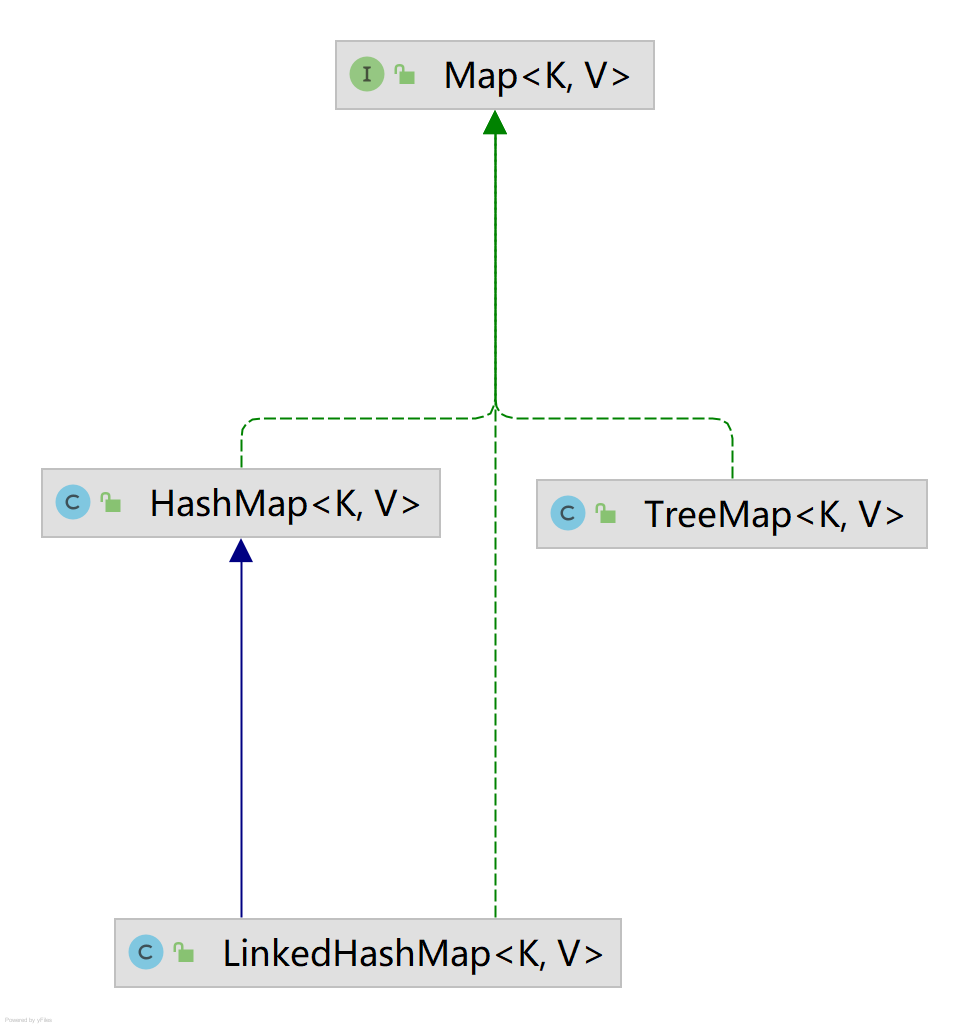 I Map<K, V>
C HashMap<K, V>
C TreeMap<K, V>
C LinkedHashMap<K, V>
Powered by yFiles